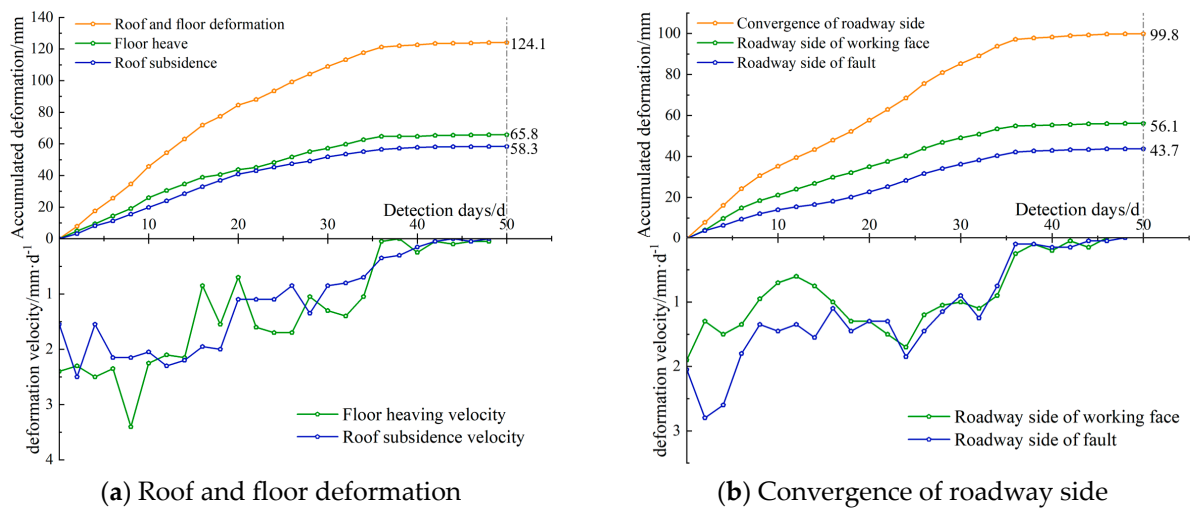 Accumulated deformation/mm
140
120
100
80
60
40
20
0
Roof and floor deformation
Floor heave
Roof subsidence
124.1
65.8
58.3
Detection days/d
10
20
30
40
50
deformation velocity/mm·d⁻¹
1
2
3
4
Floor heaving velocity
Roof subsidence velocity
(a) Roof and floor deformation
Accumulated deformation/mm
100
80
60
40
20
0
Convergence of roadway side
Roadway side of working face
Roadway side of fault
99.8
56.1
43.7
Detection days/d
10
20
30
40
50
deformation velocity/mm·d⁻¹
1
2
3
Roadway side of working face
Roadway side of fault
(b) Convergence of roadway side